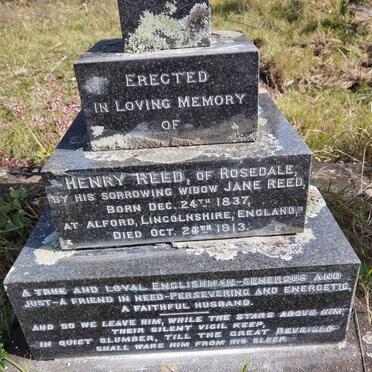 ERECTED
IN LOVING MEMORY
OF
HENRY REED, OF ROSEDALE,
BY HIS SORROWING WIDOW JANE REED,
BORN DEC. 24TH 1837,
AT ALFORD, LINCOLNSHIRE, ENGLAND,
DIED OCT. 24TH 1913.
A TRUE AND LOYAL ENGLISHMAN-GENEROUS AND
JUST-A FRIEND IN NEED-PERSEVERING AND ENERGETIC,
A FAITHFUL HUSBAND.
AND SO WE LEAVE HIM, WHILE THE STARS ABOVE HIM,
THEIR SILENT VIGIL KEEP,
IN QUIET SLUMBER, TILL THE GREAT REVEILLE
SHALL WAKE HIM FROM HIS SLEEP.